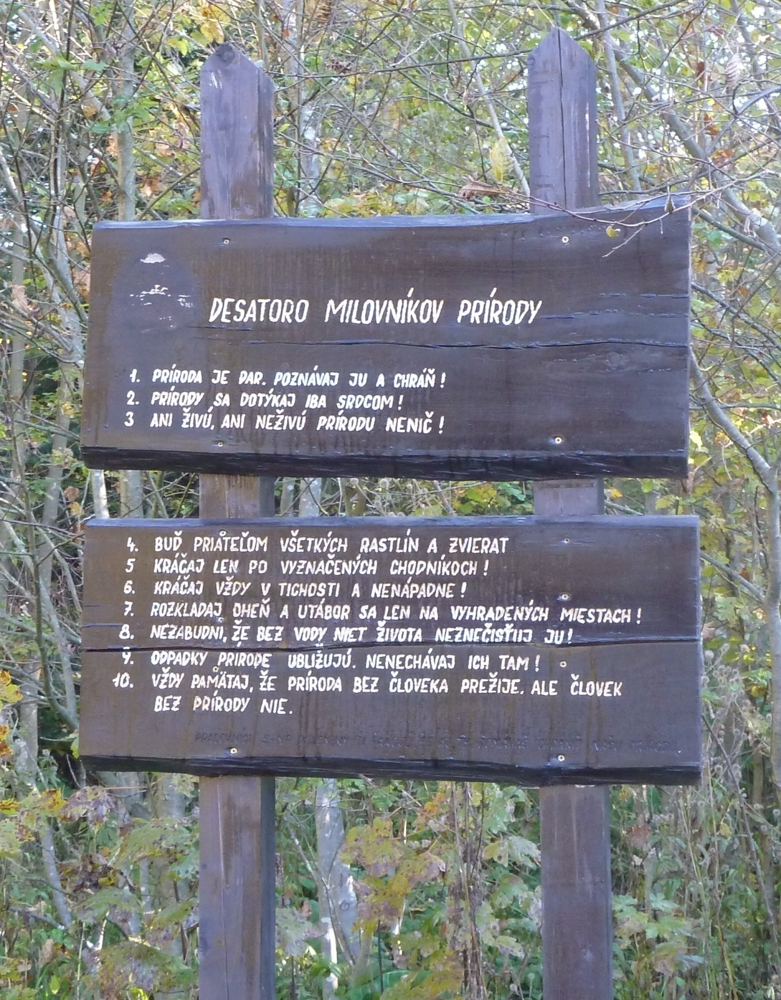 DESATORO MILOVNÍKOV PRÍRODY
1. PRÍRODA JE DAR. POZNÁVAJ JU A CHRÁŇ!
2. PRÍRODY SA DOTÝKAJ IBA SRDCOM!
3 ANI ŽIVÚ, ANI NEŽIVÚ PRÍRODU NENIČ!
4. BUĎ PRIATEĽOM VŠETKÝCH RASTLÍN A ZVIERAT
5 KRÁČAJ LEN PO VYZNAČENÝCH CHODNÍKOCH!
6. KRÁČAJ VŽDY V TICHOSTI A NENÁPADNE!
7. ROZKLADAJ OHEŇ A UTÁBOR SA LEN NA VYHRADENÝCH MIESTACH!
8. NEZABUDNI, ŽE BEZ VODY NIET ŽIVOTA NEZNEČISŤUJ JU!
9. ODPADKY PRÍRODE UBLIŽUJÚ. NENECHÁVAJ ICH TAM!
10. VŽDY PAMÄTAJ, ŽE PRÍRODA BEZ ČLOVEKA PREŽIJE. ALE ČLOVEK
BEZ PRÍRODY NIE.